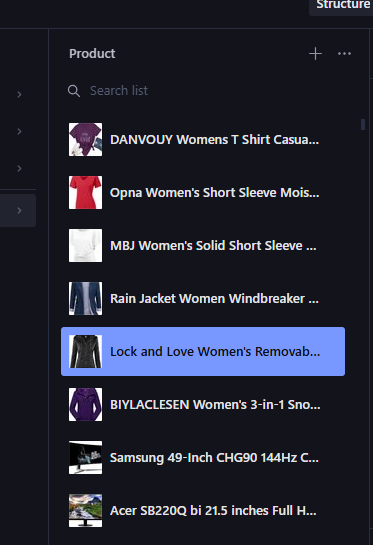 Structure
Product
Search list
DANVOUY Womens T Shirt Casua...
Opna Women's Short Sleeve Mois...
MBJ Women's Solid Short Sleeve ...
Rain Jacket Women Windbreaker ...
Lock and Love Women's Removab...
BIYLACLESEN Women's 3-in-1 Sno...
Samsung 49-Inch CHG90 144Hz C...
Acer SB220Q bi 21.5 inches Full H...